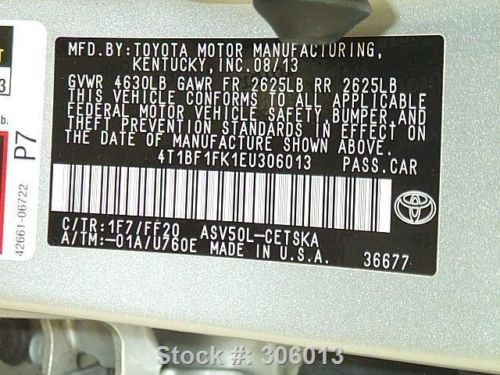 MFD.BY: TOYOTA MOTOR MANUFACTURING,
KENTUCKY, INC. 08/13
GVWR 4630LB GAWR FR 2625LB RR 2625LB
THIS VEHICLE CONFORMS TO ALL APPLICABLE
FEDERAL MOTOR VEHICLE SAFETY, BUMPER, AND
THEFT PREVENTION STANDARDS IN EFFECT ON
THE DATE OF MANUFACTURE SHOWN ABOVE.
4T1BF1FK1EU306013 PASS.CAR
C/TR: 1F7/FF20 ASV50L-CETSKA
A/TM: -01A/U760E MADE IN U.S.A. 36677
P7
42661-06722
T
3
b.
Stock #: 306013